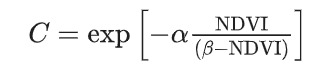 C = exp[−α NDVI/(β−NDVI)]